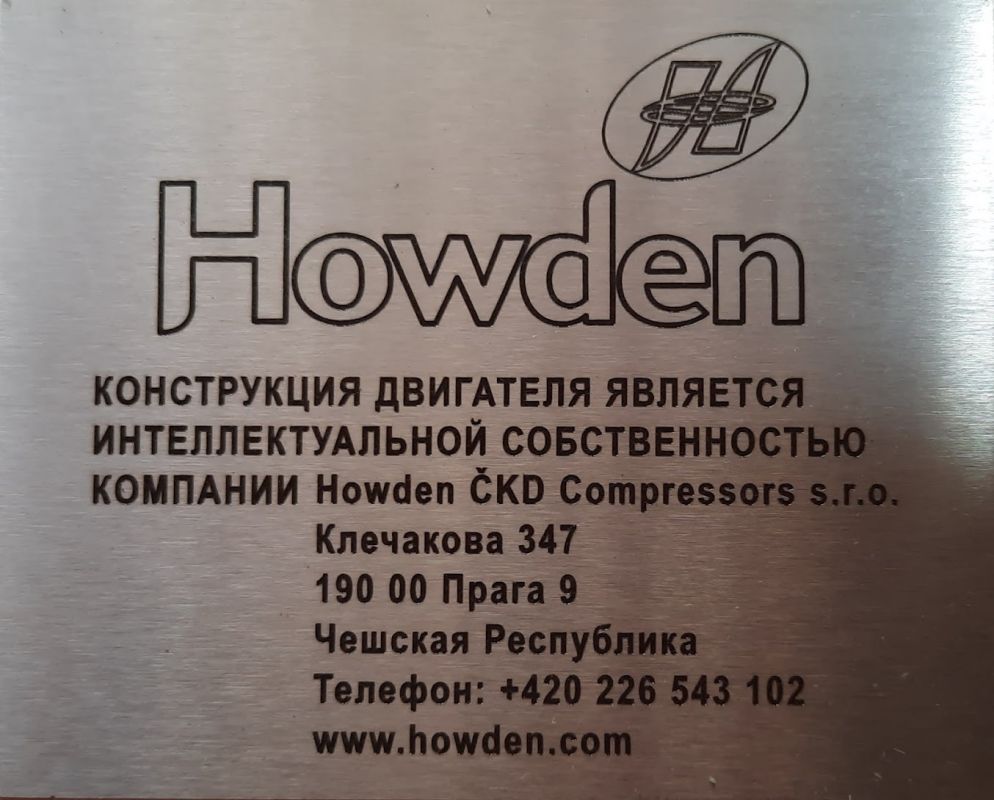 Howden
КОНСТРУКЦИЯ ДВИГАТЕЛЯ ЯВЛЯЕТСЯ
ИНТЕЛЛЕКТУАЛЬНОЙ СОБСТВЕННОСТЬЮ
КОМПАНИИ Howden ČKD Compressors s.r.o.
Клечакова 347
190 00 Прага 9
Чешская Республика
Телефон: +420 226 543 102
www.howden.com